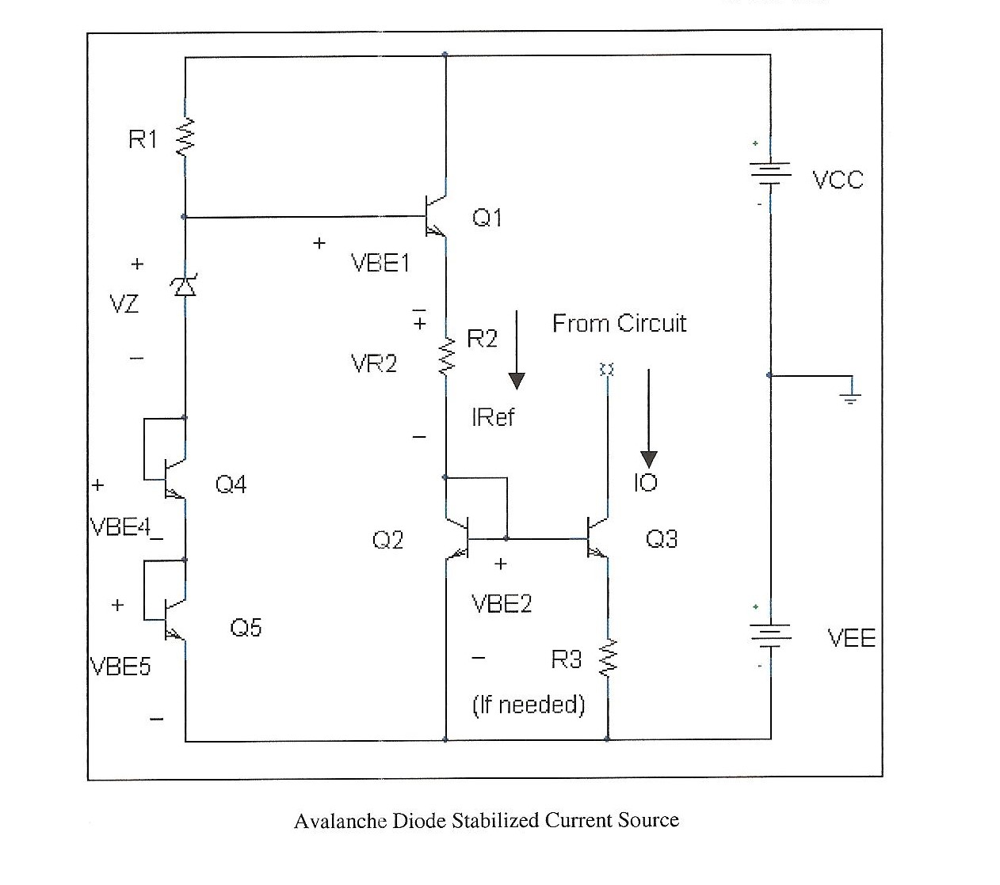 R1
+
VCC
-
Q1
+
VBE1
+
VZ
−
+
From Circuit
R2
VR2
−
IRef
−
IO
+
Q4
VBE4
−
Q2
Q3
+
+
VBE2
+
Q5
VEE
VBE5
−
R3
-
(If needed)
−
Avalanche Diode Stabilized Current Source